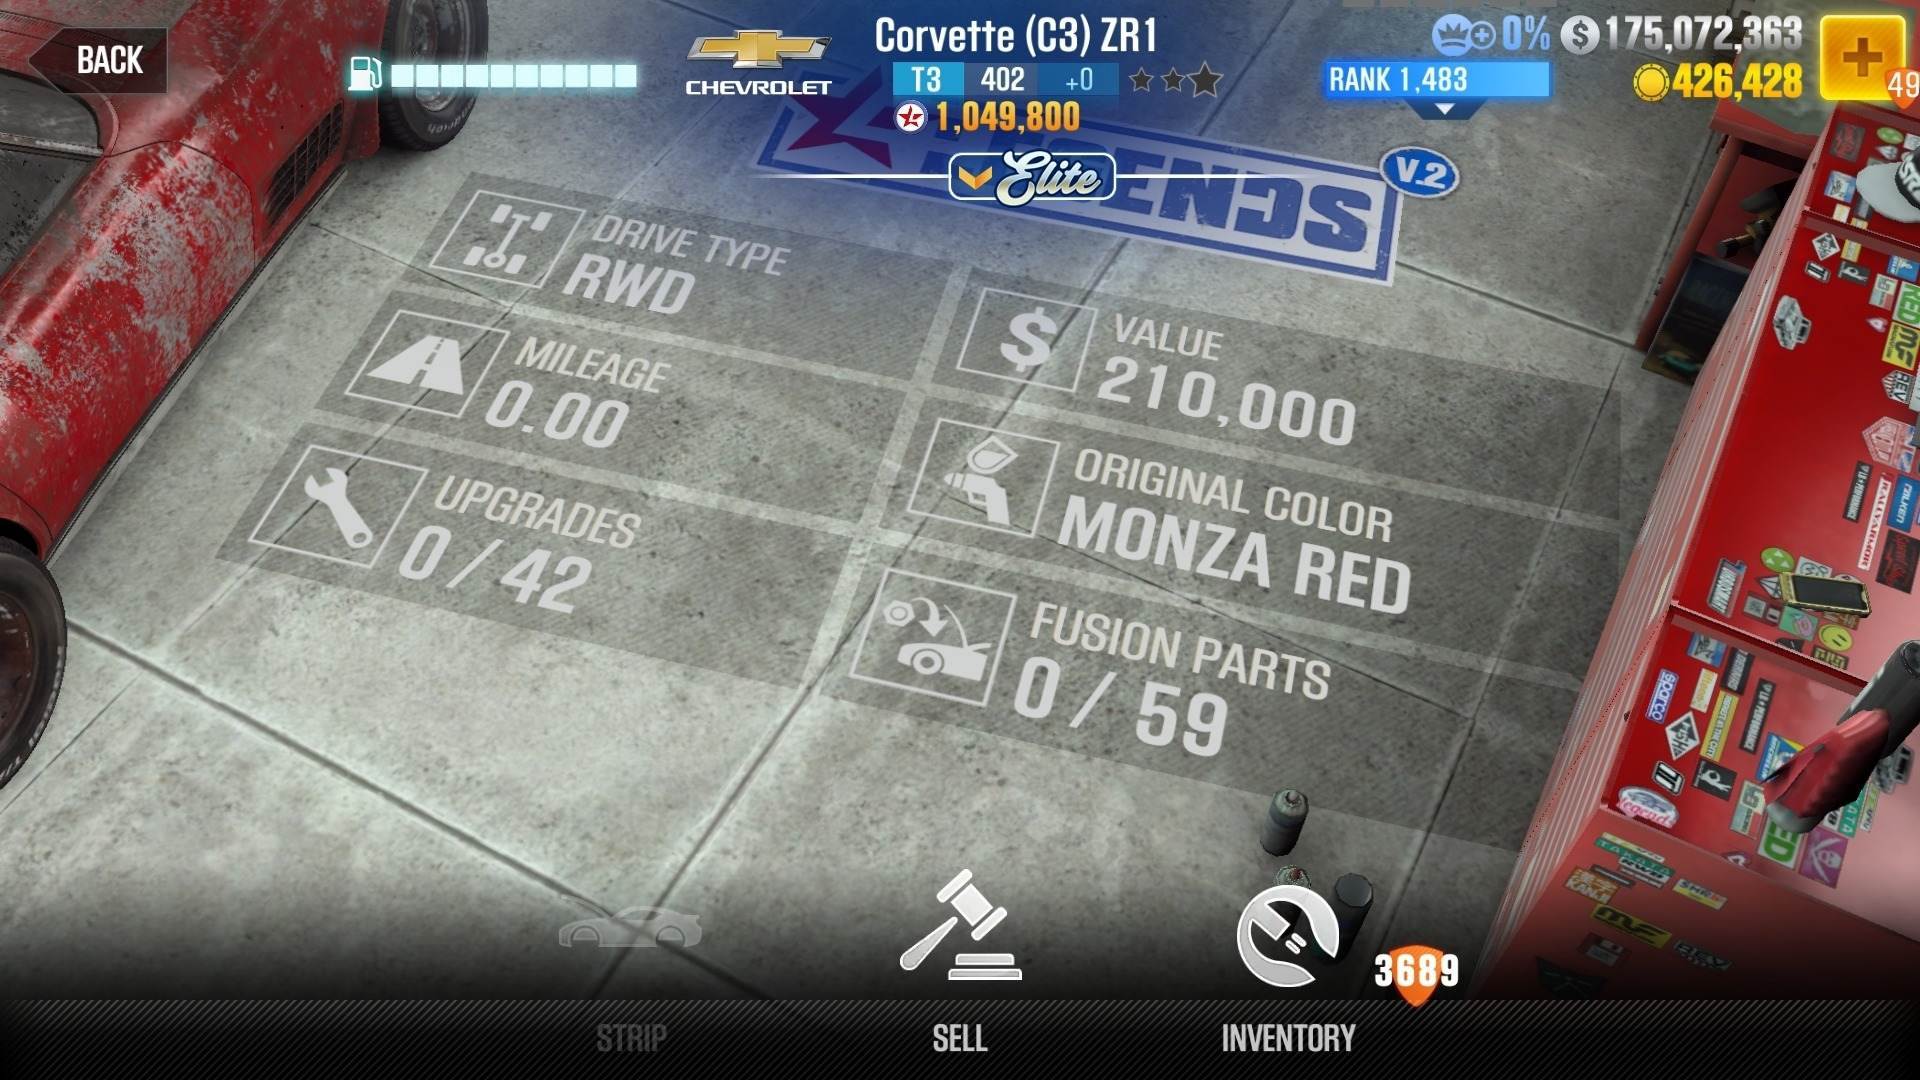 BACK
CHEVROLET
Corvette (C3) ZR1
T3 402 +0
1,049,800
Elite
0%
175,072,363
RANK 1,483
426,428
49
LEGENDS
V.2
DRIVE TYPE
RWD
MILEAGE
0.00
UPGRADES
0 / 42
$
VALUE
210,000
ORIGINAL COLOR
MONZA RED
FUSION PARTS
0 / 59
SPARCO
Legend
STRIP
SELL
INVENTORY
3689